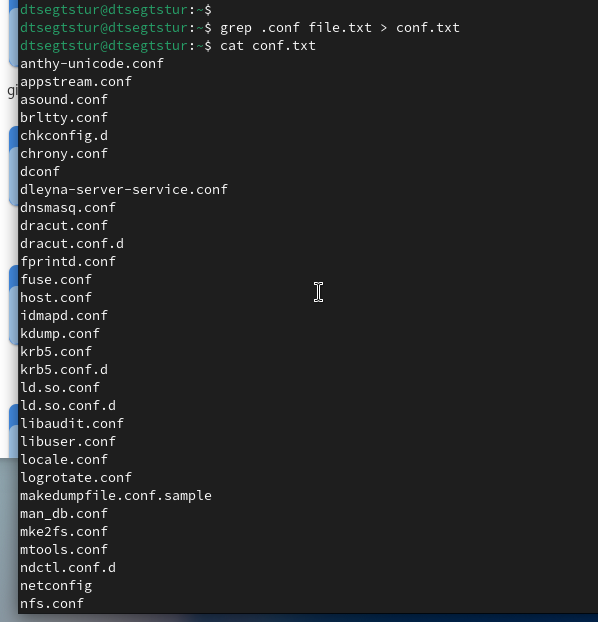 dtsegtstur@dtsegtstur:~$
dtsegtstur@dtsegtstur:~$ grep .conf file.txt > conf.txt
dtsegtstur@dtsegtstur:~$ cat conf.txt
anthy-unicode.conf
appstream.conf
asound.conf
brltty.conf
chkconfig.d
chrony.conf
dconf
dleyna-server-service.conf
dnsmasq.conf
dracut.conf
dracut.conf.d
fprintd.conf
fuse.conf
host.conf
idmapd.conf
kdump.conf
krb5.conf
krb5.conf.d
ld.so.conf
ld.so.conf.d
libaudit.conf
libuser.conf
locale.conf
logrotate.conf
makedumpfile.conf.sample
man_db.conf
mke2fs.conf
mtools.conf
ndctl.conf.d
netconfig
nfs.conf